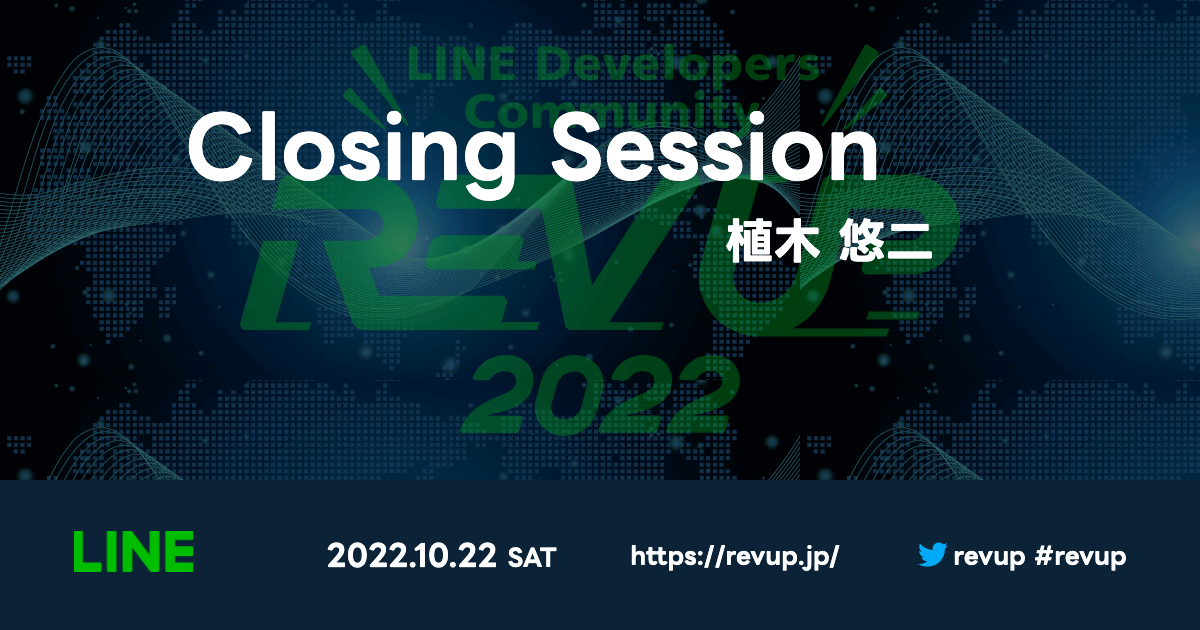 LINE Developers
Community
Closing Session
REVUP
植木 悠二
2022
LINE
2022.10.22 SAT
https://revup.jp/
revup #revup